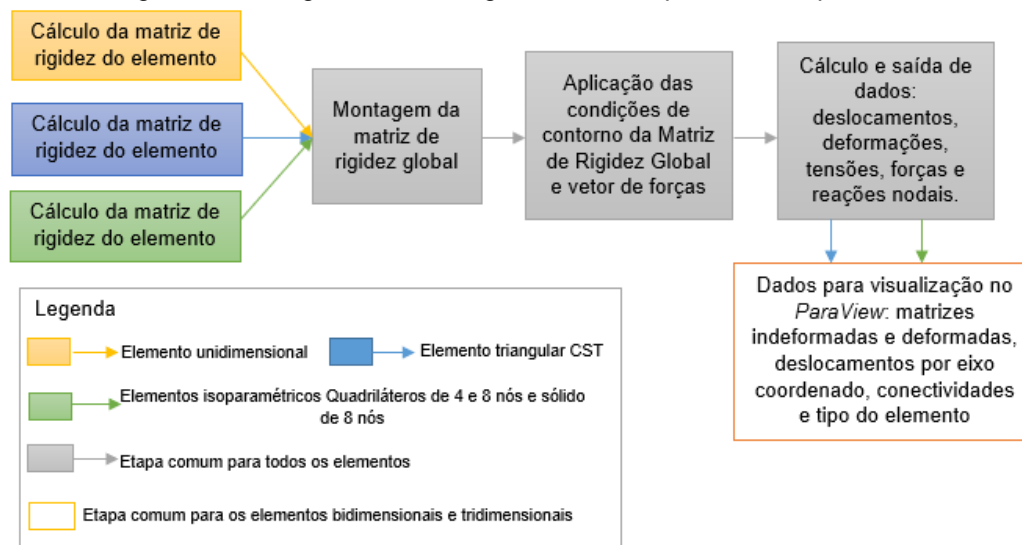 Cálculo da matriz de
rigidez do elemento
Cálculo da matriz de
rigidez do elemento
Cálculo da matriz de
rigidez do elemento
Montagem da
matriz de
rigidez global
Aplicação das
condições de
contorno da Matriz
de Rigidez Global
e vetor de forças
Cálculo e saída de
dados:
deslocamentos,
deformações,
tensões, forças e
reações nodais.
Dados para visualização no
ParaView: matrizes
indeformadas e deformadas,
deslocamentos por eixo
coordenado, conectividades
e tipo do elemento
Legenda
Elemento unidimensional
Elemento triangular CST
Elementos isoparamétricos Quadriláteros de 4 e 8 nós e sólido
de 8 nós
Etapa comum para todos os elementos
Etapa comum para os elementos bidimensionais e tridimensionais